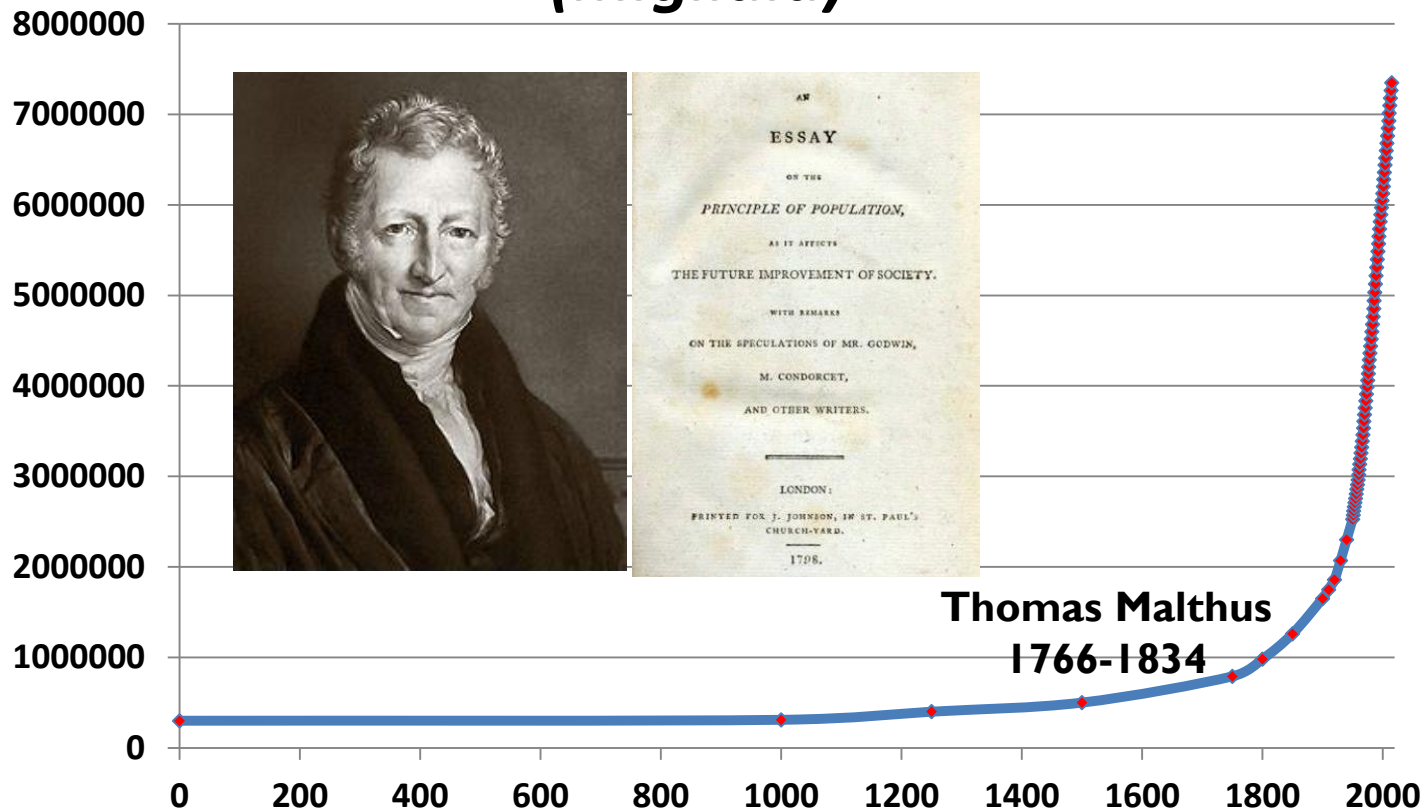 8000000
7000000
6000000
5000000
4000000
3000000
2000000
1000000
0
AN
ESSAY
ON THE
PRINCIPLE OF POPULATION,
AS IT AFFECTS
THE FUTURE IMPROVEMENT OF SOCIETY.
WITH REMARKS
ON THE SPECULATIONS OF MR. GODWIN,
M. CONDORCET,
AND OTHER WRITERS.
LONDON:
PRINTED FOR J. JOHNSON, IN ST. PAUL'S
CHURCH-YARD.
1798.
Thomas Malthus
1766-1834
0 200 400 600 800 1000 1200 1400 1600 1800 2000